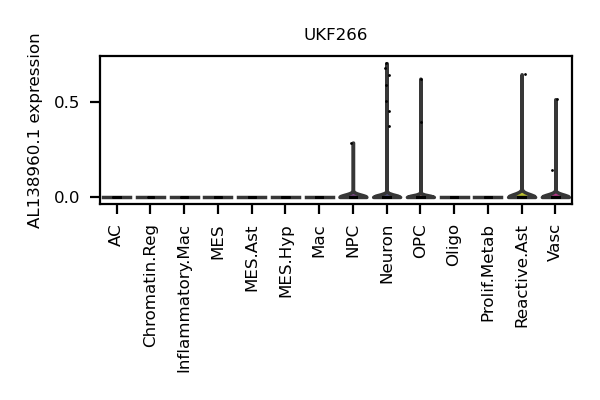 UKF266
AL138960.1 expression
0.5
0.0
AC
Chromatin.Reg
Inflammatory.Mac
MES
MES.Ast
MES.Hyp
Mac
NPC
Neuron
OPC
Oligo
Prolif.Metab
Reactive.Ast
Vasc